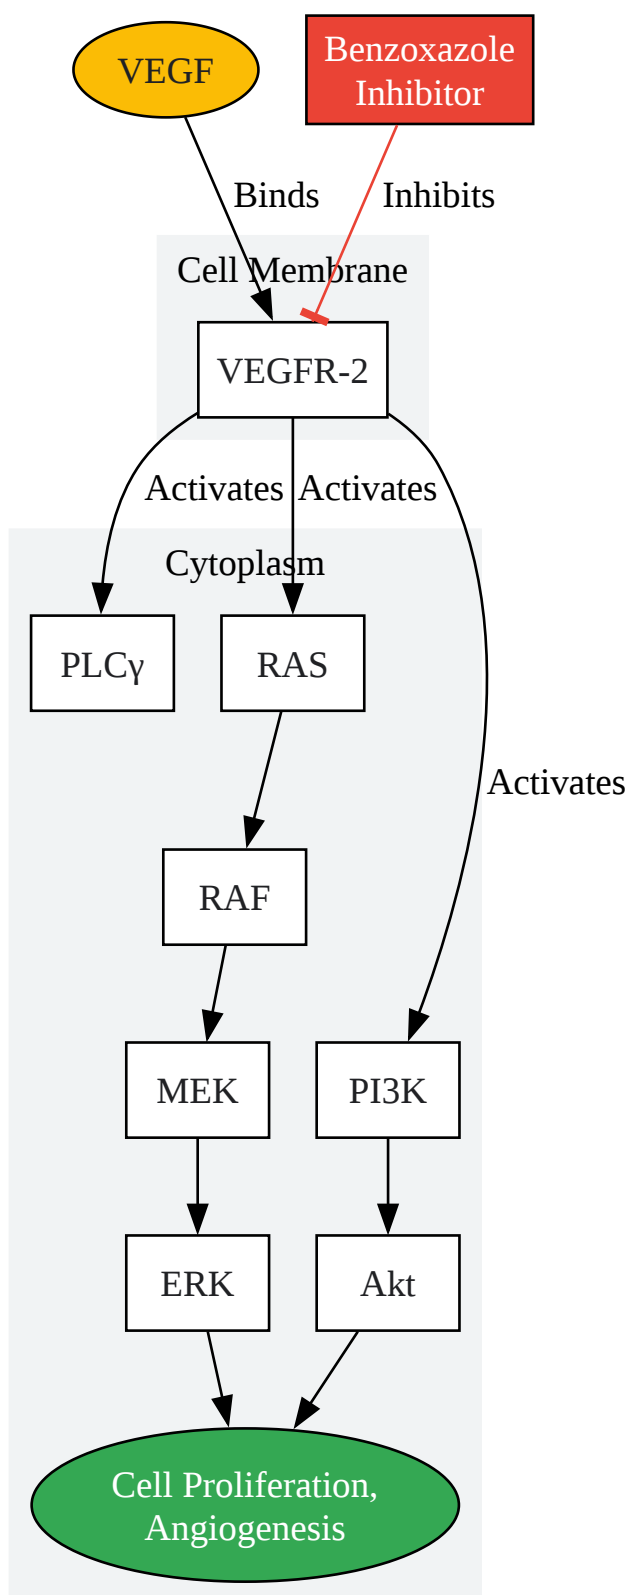 VEGF
Benzoxazole
Inhibitor
Binds
Inhibits
Cell Membrane
VEGFR-2
Activates
Activates
Cytoplasm
PLCγ
RAS
Activates
RAF
MEK
PI3K
ERK
Akt
Cell Proliferation,
Angiogenesis